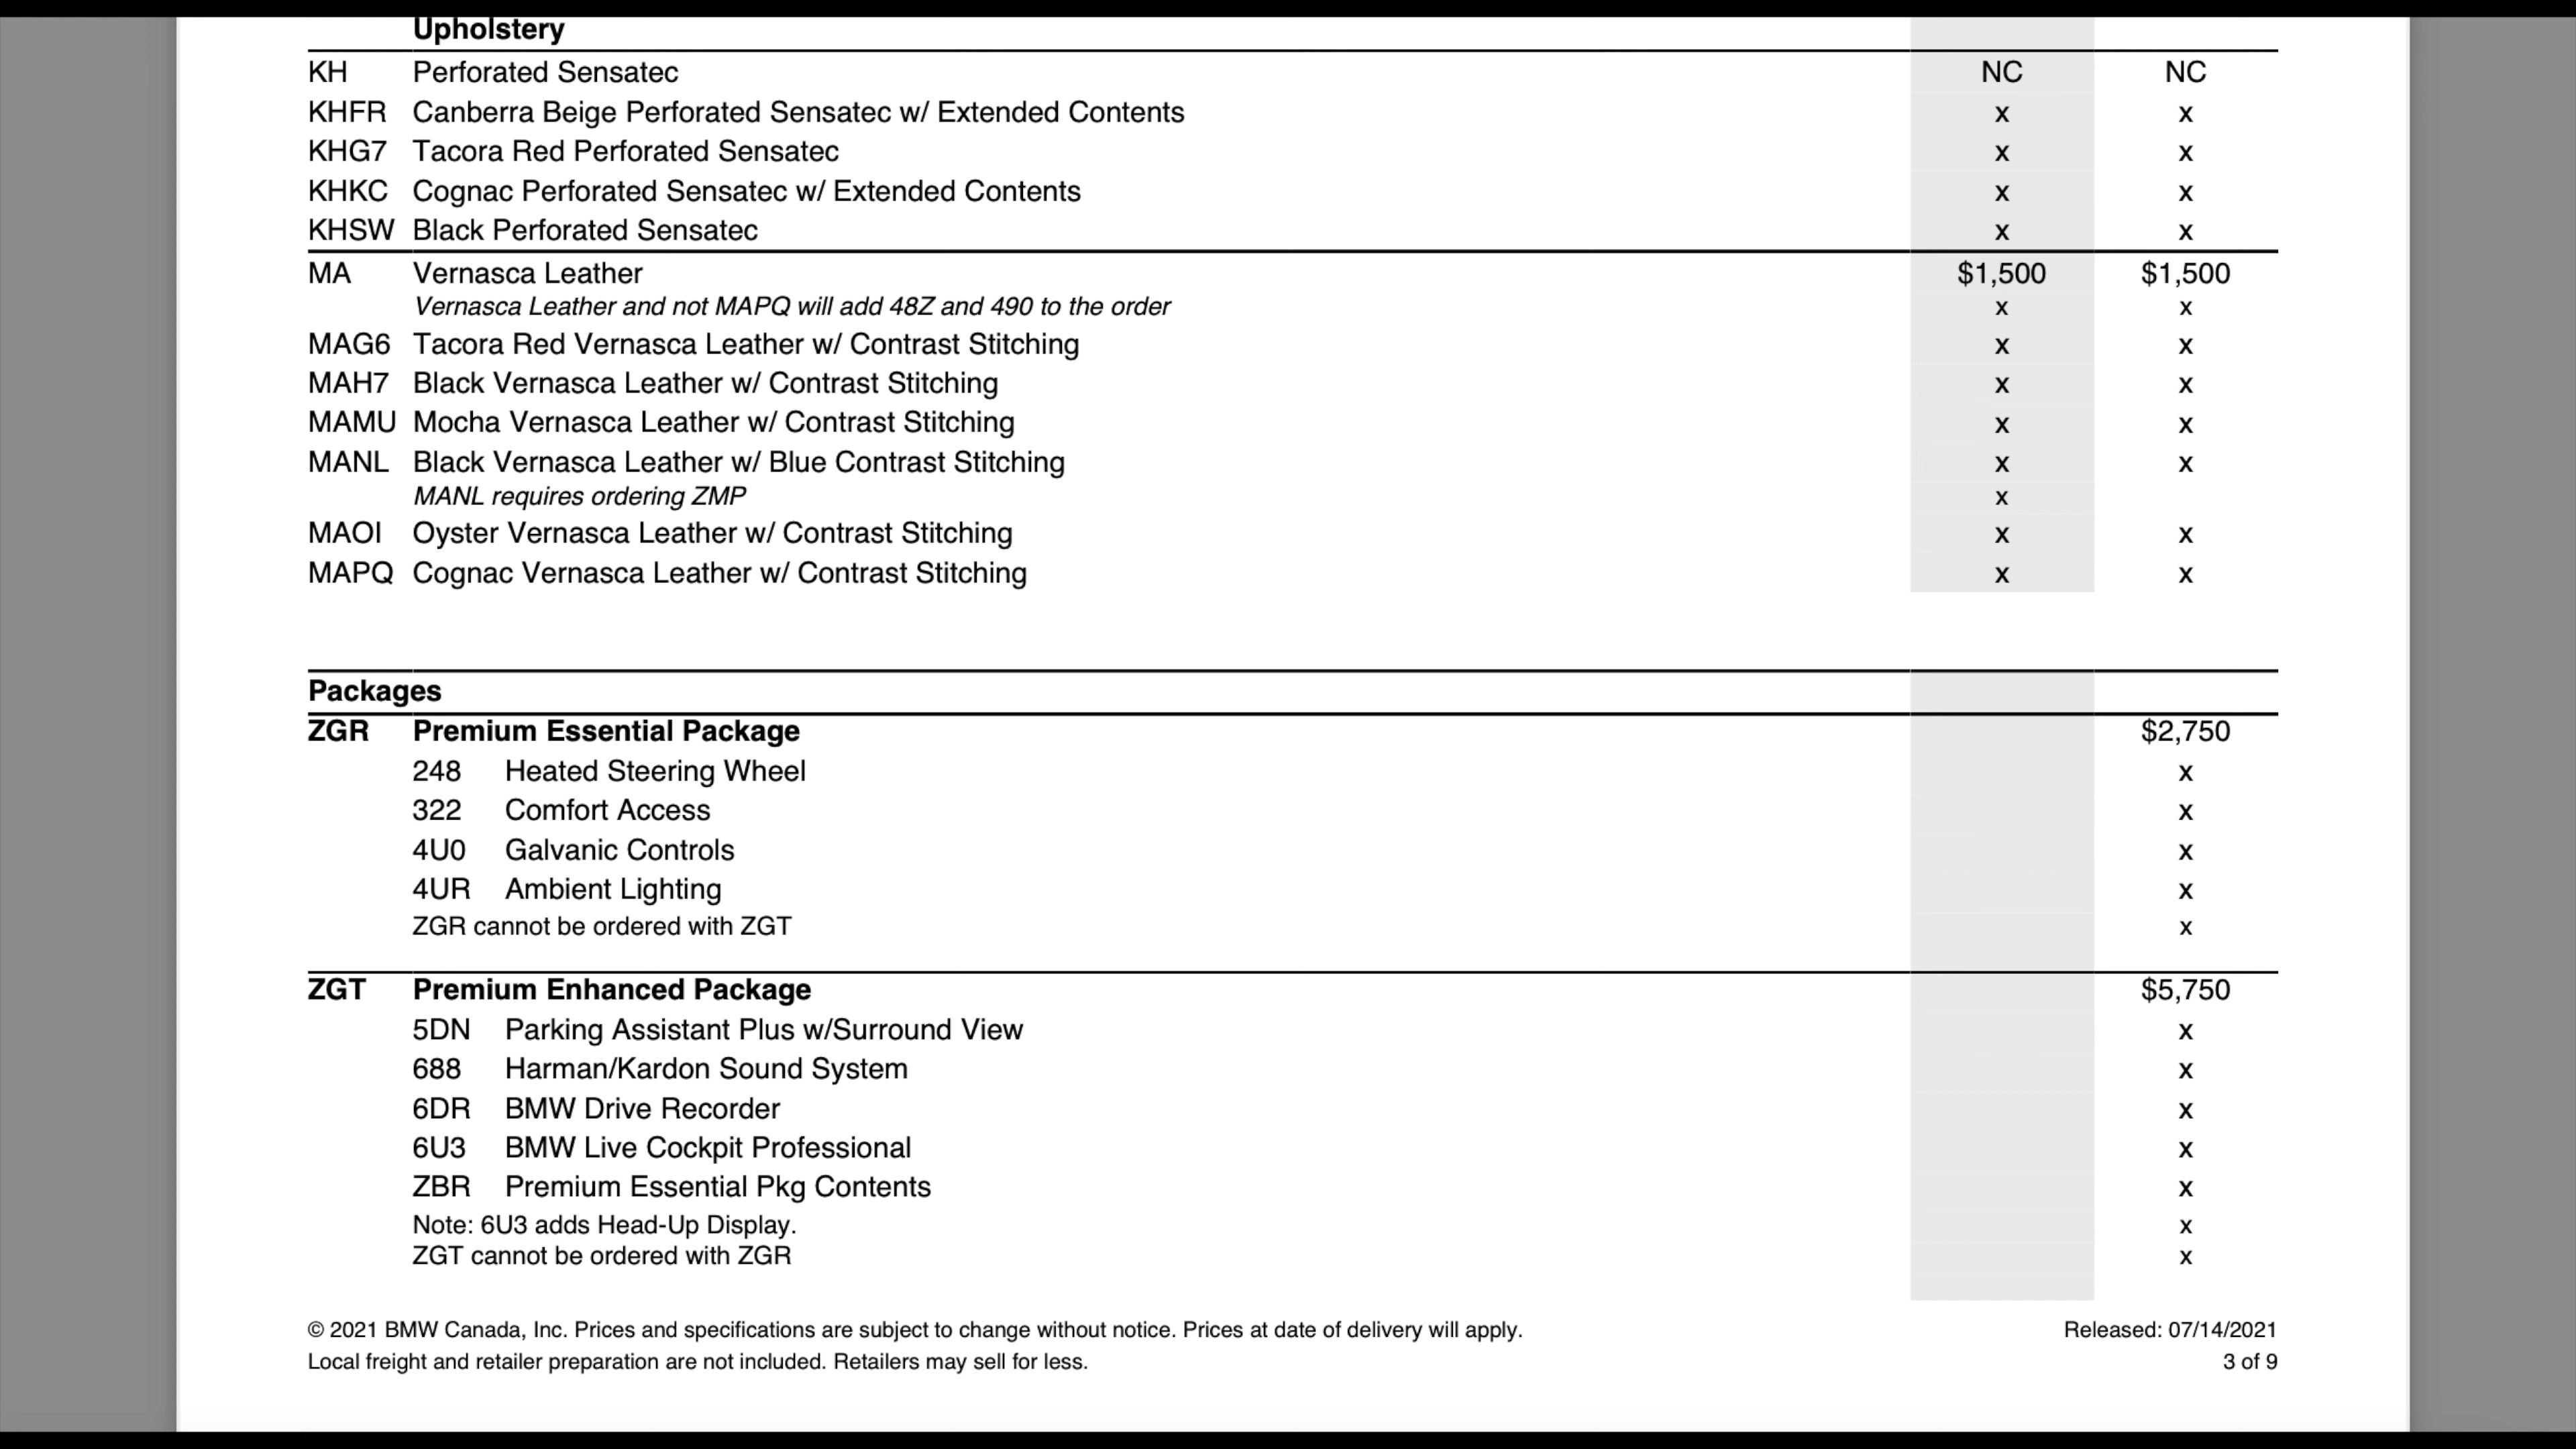 Upholstery
KH Perforated Sensatec NC NC
KHFR Canberra Beige Perforated Sensatec w/ Extended Contents x x
KHG7 Tacora Red Perforated Sensatec x x
KHKC Cognac Perforated Sensatec w/ Extended Contents x x
KHSW Black Perforated Sensatec x x
MA Vernasca Leather $1,500 $1,500
Vernasca Leather and not MAPQ will add 48Z and 490 to the order x x
MAG6 Tacora Red Vernasca Leather w/ Contrast Stitching x x
MAH7 Black Vernasca Leather w/ Contrast Stitching x x
MAMU Mocha Vernasca Leather w/ Contrast Stitching x x
MANL Black Vernasca Leather w/ Blue Contrast Stitching x x
MANL requires ordering ZMP x
MAOI Oyster Vernasca Leather w/ Contrast Stitching x x
MAPQ Cognac Vernasca Leather w/ Contrast Stitching x x
Packages
ZGR Premium Essential Package $2,750
248 Heated Steering Wheel x
322 Comfort Access x
4U0 Galvanic Controls x
4UR Ambient Lighting x
ZGR cannot be ordered with ZGT x
ZGT Premium Enhanced Package $5,750
5DN Parking Assistant Plus w/Surround View x
688 Harman/Kardon Sound System x
6DR BMW Drive Recorder x
6U3 BMW Live Cockpit Professional x
ZBR Premium Essential Pkg Contents x
Note: 6U3 adds Head-Up Display. x
ZGT cannot be ordered with ZGR x
© 2021 BMW Canada, Inc. Prices and specifications are subject to change without notice. Prices at date of delivery will apply. Released: 07/14/2021
Local freight and retailer preparation are not included. Retailers may sell for less. 3 of 9